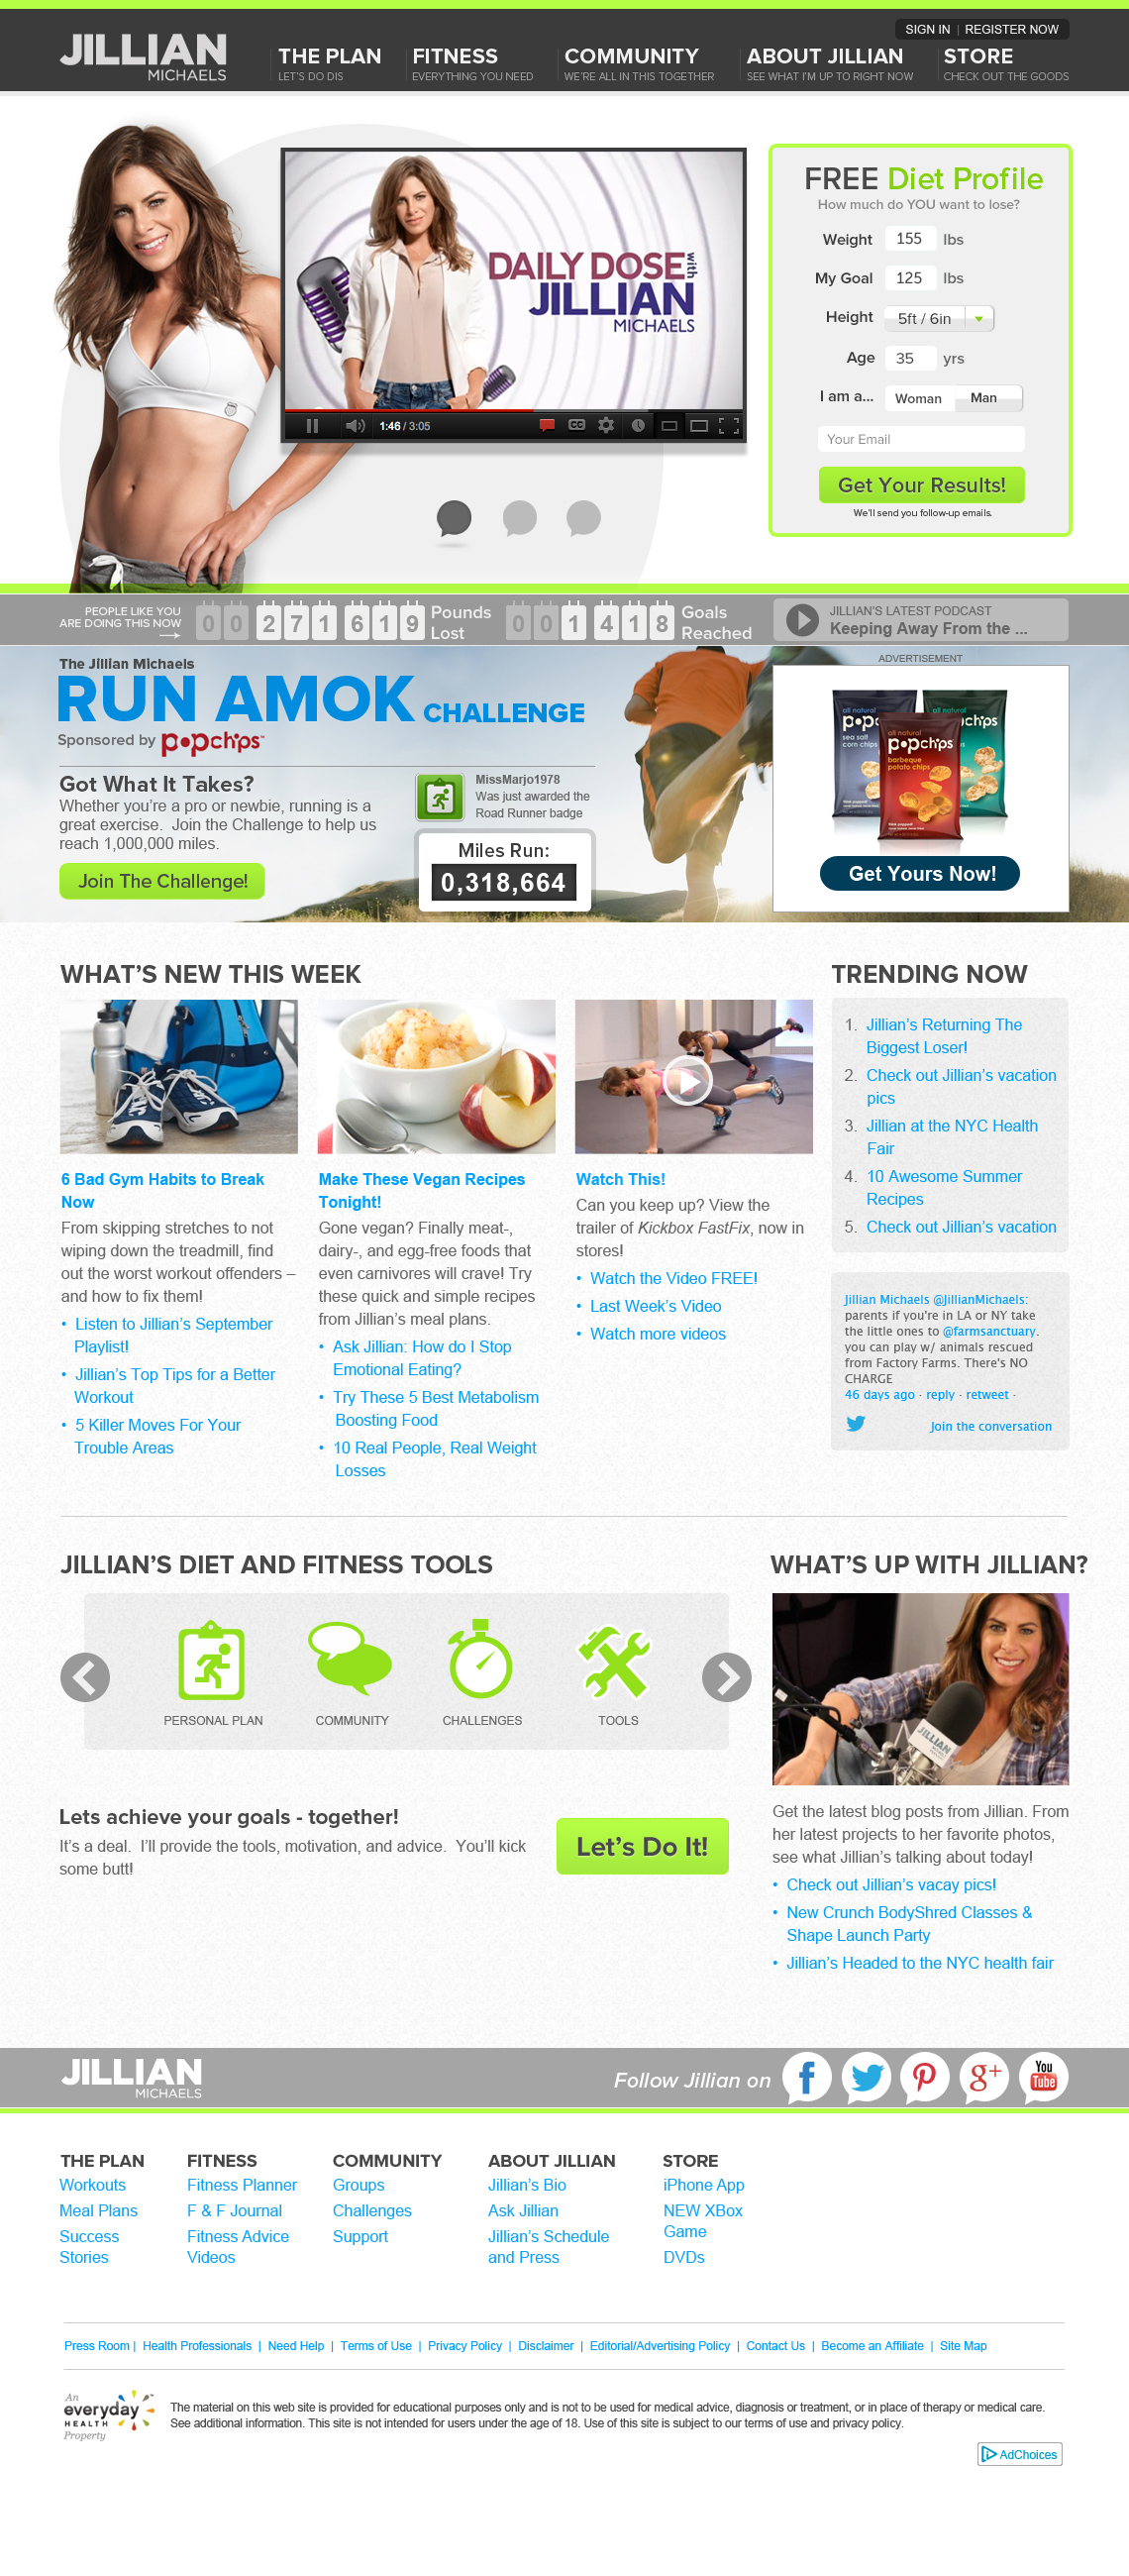 SIGN IN | REGISTER NOW
JILLIAN
MICHAELS
THE PLAN
LET'S DO DIS
FITNESS
EVERYTHING YOU NEED
COMMUNITY
WE'RE ALL IN THIS TOGETHER
ABOUT JILLIAN
SEE WHAT I'M UP TO RIGHT NOW
STORE
CHECK OUT THE GOODS
DAILY DOSE with
JILLIAN
MICHAELS
1:46 / 3:05
CC
FREE Diet Profile
How much do YOU want to lose?
Weight 155 lbs
My Goal 125 lbs
Height 5ft / 6in
Age 35 yrs
I am a... Woman Man
Your Email
Get Your Results!
We'll send you follow-up emails.
PEOPLE LIKE YOU
ARE DOING THIS NOW
00 271 619 Pounds
Lost
001 418 Goals
Reached
JILLIAN'S LATEST PODCAST
Keeping Away From the ...
The Jillian Michaels
RUN AMOK CHALLENGE
Sponsored by popchips
Got What It Takes?
Whether you're a pro or newbie, running is a
great exercise.  Join the Challenge to help us
reach 1,000,000 miles.
Join The Challenge!
MissMarjo1978
Was just awarded the
Road Runner badge
Miles Run:
0,318,664
ADVERTISEMENT
all natural
popchips
sea salt
corn chips
all natural
popchips
barbeque
potato chips
all natural
popchips
Get Yours Now!
WHAT'S NEW THIS WEEK
6 Bad Gym Habits to Break
Now
From skipping stretches to not
wiping down the treadmill, find
out the worst workout offenders –
and how to fix them!
• Listen to Jillian's September
Playlist!
• Jillian's Top Tips for a Better
Workout
• 5 Killer Moves For Your
Trouble Areas
Make These Vegan Recipes
Tonight!
Gone vegan? Finally meat-,
dairy-, and egg-free foods that
even carnivores will crave! Try
these quick and simple recipes
from Jillian's meal plans.
• Ask Jillian: How do I Stop
Emotional Eating?
• Try These 5 Best Metabolism
Boosting Food
• 10 Real People, Real Weight
Losses
Watch This!
Can you keep up? View the
trailer of Kickbox FastFix, now in
stores!
• Watch the Video FREE!
• Last Week's Video
• Watch more videos
TRENDING NOW
1. Jillian's Returning The
Biggest Loser!
2. Check out Jillian's vacation
pics
3. Jillian at the NYC Health
Fair
4. 10 Awesome Summer
Recipes
5. Check out Jillian's vacation
Jillian Michaels @JillianMichaels:
parents if you're in LA or NY take
the little ones to @farmsanctuary.
you can play w/ animals rescued
from Factory Farms. There's NO
CHARGE
46 days ago · reply · retweet ·
Join the conversation
JILLIAN'S DIET AND FITNESS TOOLS
PERSONAL PLAN
COMMUNITY
CHALLENGES
TOOLS
Lets achieve your goals - together!
It's a deal.  I'll provide the tools, motivation, and advice.  You'll kick
some butt!
Let's Do It!
WHAT'S UP WITH JILLIAN?
JILLIAN
MICHAELS
Get the latest blog posts from Jillian. From
her latest projects to her favorite photos,
see what Jillian's talking about today!
• Check out Jillian's vacay pics!
• New Crunch BodyShred Classes &
Shape Launch Party
• Jillian's Headed to the NYC health fair
JILLIAN
MICHAELS
Follow Jillian on
You
Tube
THE PLAN
Workouts
Meal Plans
Success
Stories
FITNESS
Fitness Planner
F & F Journal
Fitness Advice
Videos
COMMUNITY
Groups
Challenges
Support
ABOUT JILLIAN
Jillian's Bio
Ask Jillian
Jillian's Schedule
and Press
STORE
iPhone App
NEW XBox
Game
DVDs
Press Room | Health Professionals | Need Help | Terms of Use | Privacy Policy | Disclaimer | Editorial/Advertising Policy | Contact Us | Become an Affiliate | Site Map
An
everyday
HEALTH
Property
The material on this web site is provided for educational purposes only and is not to be used for medical advice, diagnosis or treatment, or in place of therapy or medical care.
See additional information. This site is not intended for users under the age of 18. Use of this site is subject to our terms of use and privacy policy.
AdChoices